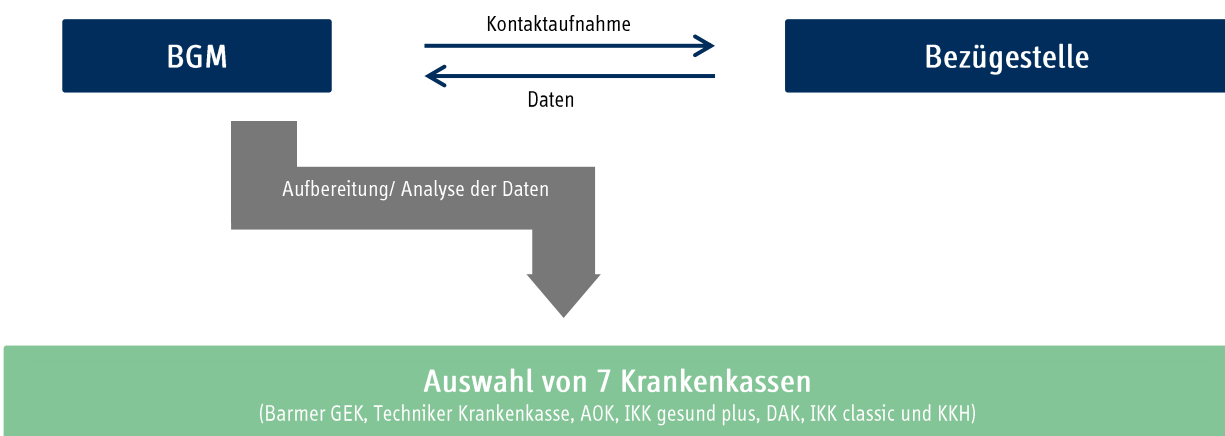 Kontaktaufnahme
BGM
Bezügestelle
Daten
Aufbereitung/ Analyse der Daten
Auswahl von 7 Krankenkassen
(Barmer GEK, Techniker Krankenkasse, AOK, IKK gesund plus, DAK, IKK classic und KKH)